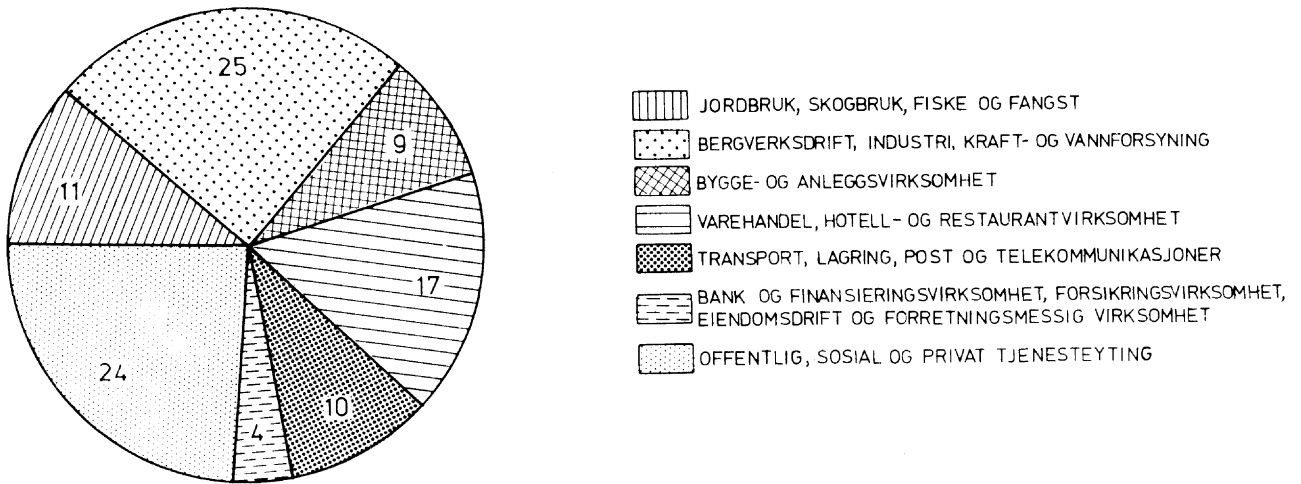 25
9
11
17
24
10
4
JORDBRUK, SKOGBRUK, FISKE OG FANGST
BERGVERKSDRIFT, INDUSTRI, KRAFT- OG VANNFORSYNING
BYGGE- OG ANLEGGSVIRKSOMHET
VAREHANDEL, HOTELL- OG RESTAURANTVIRKSOMHET
TRANSPORT, LAGRING, POST OG TELEKOMMUNIKASJONER
BANK OG FINANSIERINGSVIRKSOMHET, FORSIKRINGSVIRKSOMHET,
EIENDOMSDRIFT OG FORRETNINGSMESSIG VIRKSOMHET
OFFENTLIG, SOSIAL OG PRIVAT TJENESTEYTING